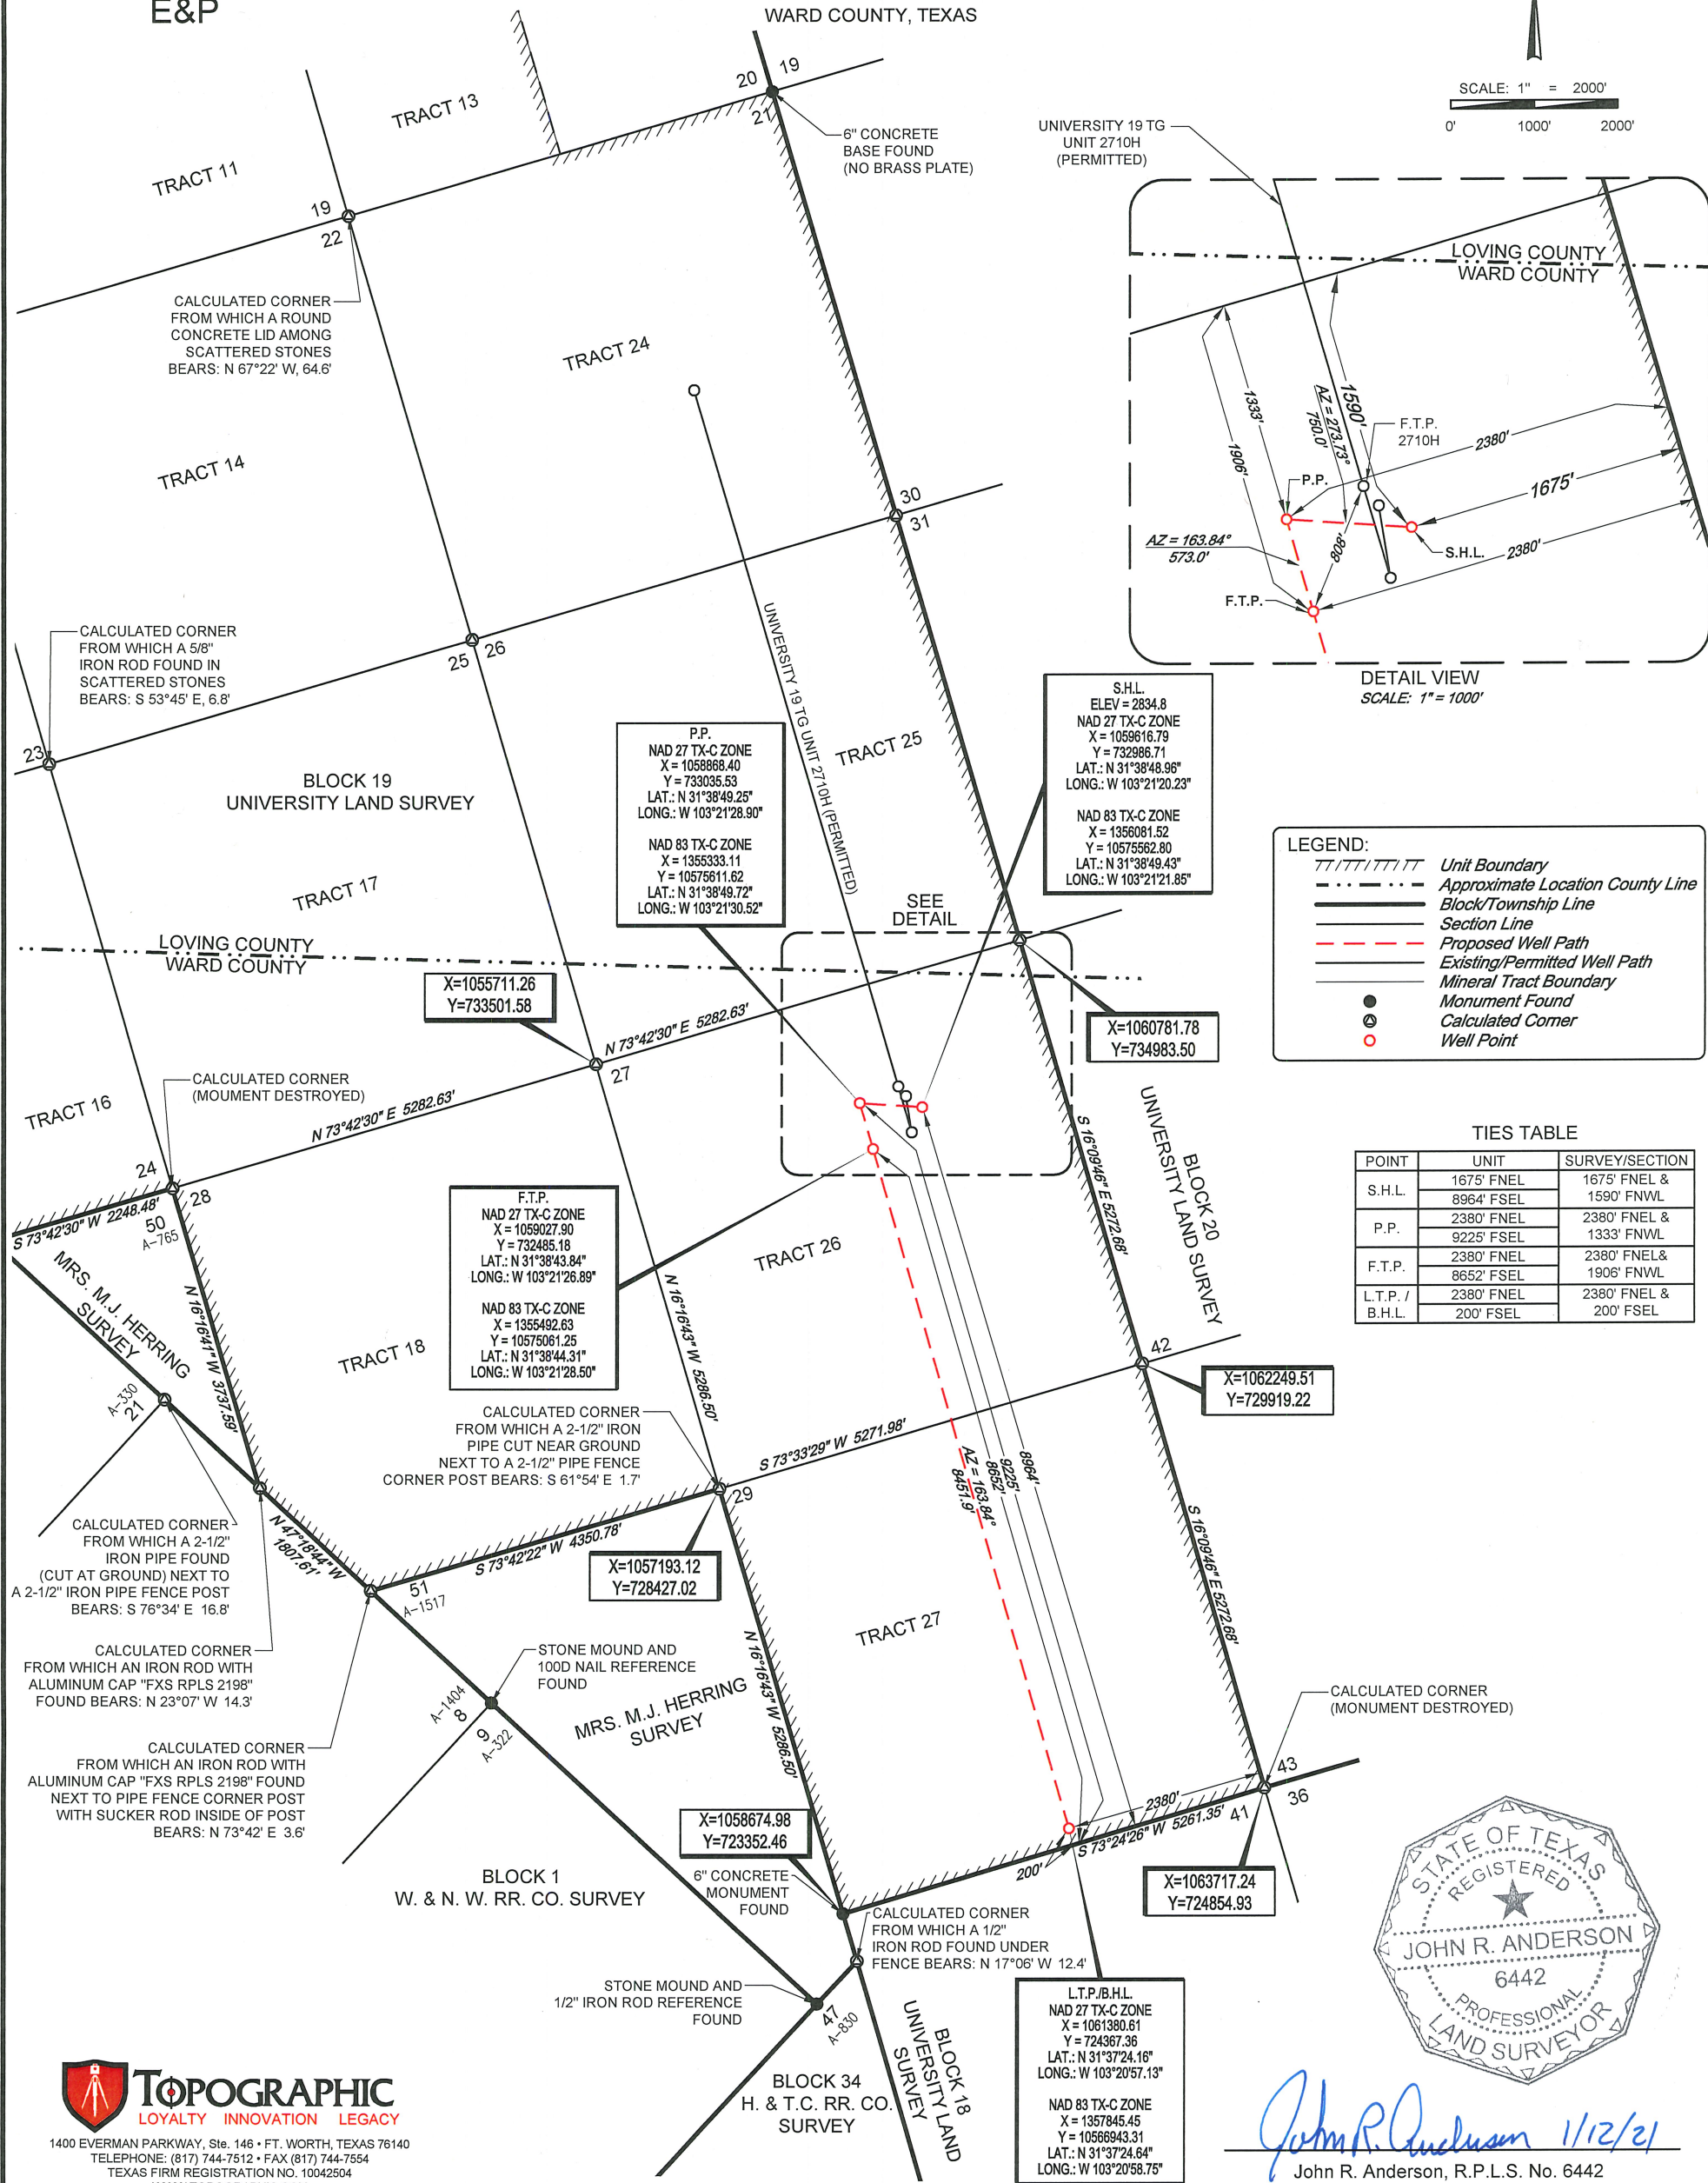 E&P
WARD COUNTY, TEXAS
SCALE: 1" = 2000'
0' 1000' 2000'
20 19
21
TRACT 13
TRACT 11
6" CONCRETE
BASE FOUND
(NO BRASS PLATE)
UNIVERSITY 19 TG
UNIT 2710H
(PERMITTED)
19
22
CALCULATED CORNER
FROM WHICH A ROUND
CONCRETE LID AMONG
SCATTERED STONES
BEARS: N 67°22' W, 64.6'
TRACT 24
TRACT 14
LOVING COUNTY
WARD COUNTY
1333'
1906'
AZ = 273.73°
750.0'
1590'
F.T.P.
2710H
2380'
P.P.
1675'
S.H.L.
AZ = 163.84°
573.0'
808'
2380'
F.T.P.
DETAIL VIEW
SCALE: 1" = 1000'
30
31
CALCULATED CORNER
FROM WHICH A 5/8"
IRON ROD FOUND IN
SCATTERED STONES
BEARS: S 53°45' E, 6.8'
25 26
23
UNIVERSITY 19 TG UNIT 2710H (PERMITTED)
BLOCK 19
UNIVERSITY LAND SURVEY
TRACT 25
P.P.
NAD 27 TX-C ZONE
X = 1058868.40
Y = 733035.53
LAT.: N 31°38'49.25"
LONG.: W 103°21'28.90"
NAD 83 TX-C ZONE
X = 1355333.11
Y = 10575611.62
LAT.: N 31°38'49.72"
LONG.: W 103°21'30.52"
S.H.L.
ELEV = 2834.8
NAD 27 TX-C ZONE
X = 1059616.79
Y = 732986.71
LAT.: N 31°38'48.96"
LONG.: W 103°21'20.23"
NAD 83 TX-C ZONE
X = 1356081.52
Y = 10575562.80
LAT.: N 31°38'49.43"
LONG.: W 103°21'21.85"
LEGEND:
Unit Boundary
Approximate Location County Line
Block/Township Line
Section Line
Proposed Well Path
Existing/Permitted Well Path
Mineral Tract Boundary
Monument Found
Calculated Corner
Well Point
TRACT 17
SEE
DETAIL
LOVING COUNTY
WARD COUNTY
X=1055711.26
Y=733501.58
N 73°42'30" E 5282.63'
X=1060781.78
Y=734983.50
27
CALCULATED CORNER
(MOUMENT DESTROYED)
TRACT 16
N 73°42'30" E 5282.63'
24
28
S 73°42'30" W 2248.48'
50
A-765
S 16°09'46" E 5272.68'
BLOCK 20
UNIVERSITY LAND SURVEY
TIES TABLE
POINT UNIT SURVEY/SECTION
S.H.L. 1675' FNEL 1675' FNEL &
8964' FSEL 1590' FNWL
P.P. 2380' FNEL 2380' FNEL &
9225' FSEL 1333' FNWL
F.T.P. 2380' FNEL 2380' FNEL&
8652' FSEL 1906' FNWL
L.T.P. / 2380' FNEL 2380' FNEL &
B.H.L. 200' FSEL 200' FSEL
F.T.P.
NAD 27 TX-C ZONE
X = 1059027.90
Y = 732485.18
LAT.: N 31°38'43.84"
LONG.: W 103°21'26.89"
NAD 83 TX-C ZONE
X = 1355492.63
Y = 10575061.25
LAT.: N 31°38'44.31"
LONG.: W 103°21'28.50"
TRACT 26
MRS. M.J. HERRING
SURVEY
N 16°16'41" W 3737.59'
TRACT 18
N 16°16'43" W 5286.50'
42
X=1062249.51
Y=729919.22
A-330
21
CALCULATED CORNER
FROM WHICH A 2-1/2" IRON
PIPE CUT NEAR GROUND
NEXT TO A 2-1/2" PIPE FENCE
CORNER POST BEARS: S 61°54' E 1.7'
S 73°33'29" W 5271.98'
29
AZ = 163.84°
8451.9'
8652'
9225'
8964'
CALCULATED CORNER
FROM WHICH A 2-1/2"
IRON PIPE FOUND
(CUT AT GROUND) NEXT TO
A 2-1/2" IRON PIPE FENCE POST
BEARS: S 76°34' E 16.8'
N 47°18'44" W
1807.61'
S 73°42'22" W 4350.78'
51
A-1517
X=1057193.12
Y=728427.02
S 16°09'46" E 5272.68'
TRACT 27
CALCULATED CORNER
FROM WHICH AN IRON ROD WITH
ALUMINUM CAP "FXS RPLS 2198"
FOUND BEARS: N 23°07' W 14.3'
STONE MOUND AND
100D NAIL REFERENCE
FOUND
A-1404
8
9
A-322
MRS. M.J. HERRING
SURVEY
N 16°16'43" W 5286.50'
CALCULATED CORNER
(MONUMENT DESTROYED)
CALCULATED CORNER
FROM WHICH AN IRON ROD WITH
ALUMINUM CAP "FXS RPLS 2198" FOUND
NEXT TO PIPE FENCE CORNER POST
WITH SUCKER ROD INSIDE OF POST
BEARS: N 73°42' E 3.6'
43
36
41
2380'
S 73°24'26" W 5261.35'
200'
X=1058674.98
Y=723352.46
BLOCK 1
W. & N. W. RR. CO. SURVEY
6" CONCRETE
MONUMENT
FOUND
X=1063717.24
Y=724854.93
CALCULATED CORNER
FROM WHICH A 1/2"
IRON ROD FOUND UNDER
FENCE BEARS: N 17°06' W 12.4'
STONE MOUND AND
1/2" IRON ROD REFERENCE
FOUND
47
A-830
BLOCK 18
UNIVERSITY LAND
SURVEY
BLOCK 34
H. & T.C. RR. CO.
SURVEY
L.T.P./B.H.L.
NAD 27 TX-C ZONE
X = 1061380.61
Y = 724367.36
LAT.: N 31°37'24.16"
LONG.: W 103°20'57.13"
NAD 83 TX-C ZONE
X = 1357845.45
Y = 10566943.31
LAT.: N 31°37'24.64"
LONG.: W 103°20'58.75"
STATE OF TEXAS
REGISTERED
JOHN R. ANDERSON
6442
PROFESSIONAL
LAND SURVEYOR
John R. Anderson 1/12/21
John R. Anderson, R.P.L.S. No. 6442
TOPOGRAPHIC
LOYALTY INNOVATION LEGACY
1400 EVERMAN PARKWAY, Ste. 146 • FT. WORTH, TEXAS 76140
TELEPHONE: (817) 744-7512 • FAX (817) 744-7554
TEXAS FIRM REGISTRATION NO. 10042504